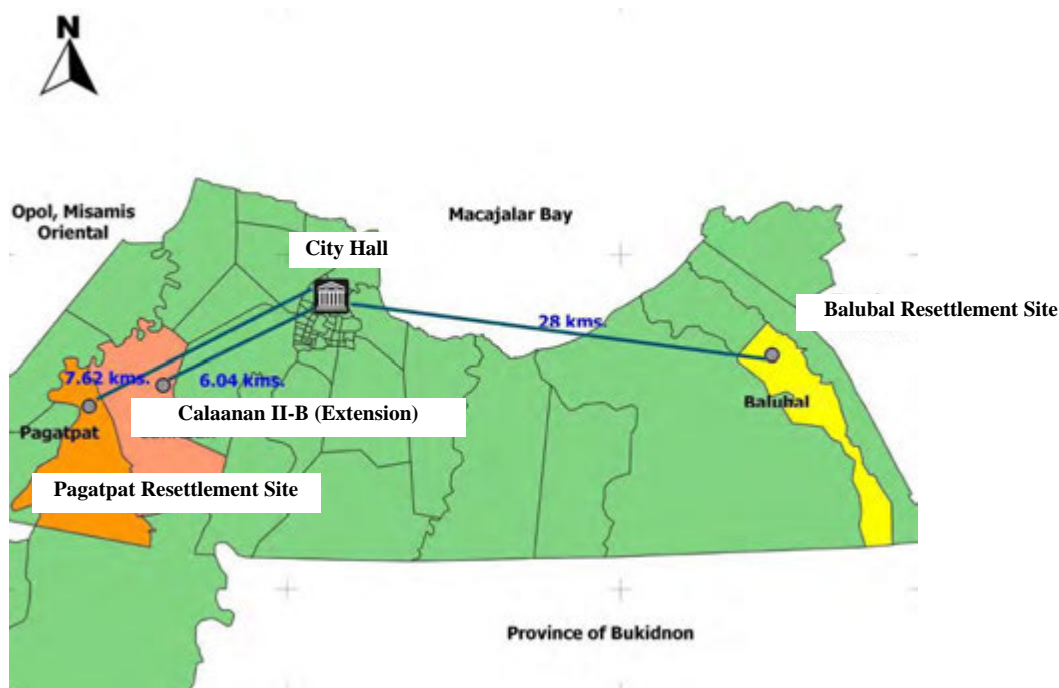 N
Opol, Misamis
Oriental
Macajalar Bay
City Hall
Balubal Resettlement Site
28 kms.
7.62 kms.
6.04 kms.
Balubal
Calaanan II-B (Extension)
Pagatpat
Pagatpat Resettlement Site
Province of Bukidnon